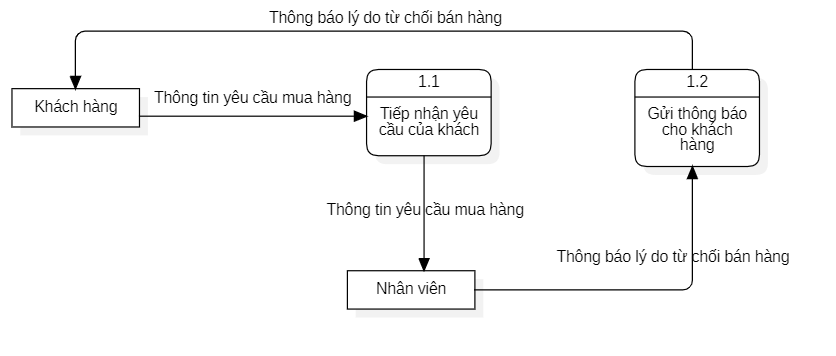 Thông báo lý do từ chối bán hàng
Khách hàng
Thông tin yêu cầu mua hàng
1.1
Tiếp nhận yêu
cầu của khách
1.2
Gửi thông báo
cho khách
hàng
Thông tin yêu cầu mua hàng
Thông báo lý do từ chối bán hàng
Nhân viên